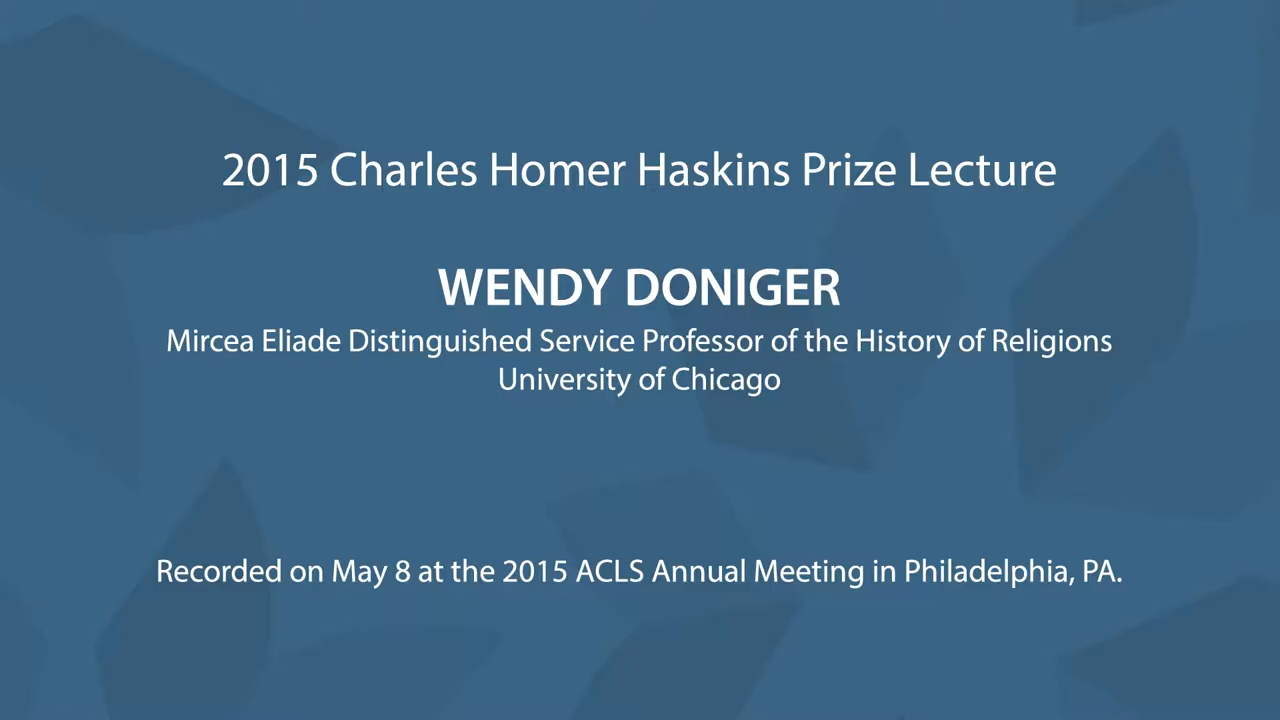 2015 Charles Homer Haskins Prize Lecture
WENDY DONIGER
Mircea Eliade Distinguished Service Professor of the History of Religions
University of Chicago
Recorded on May 8 at the 2015 ACLS Annual Meeting in Philadelphia, PA.